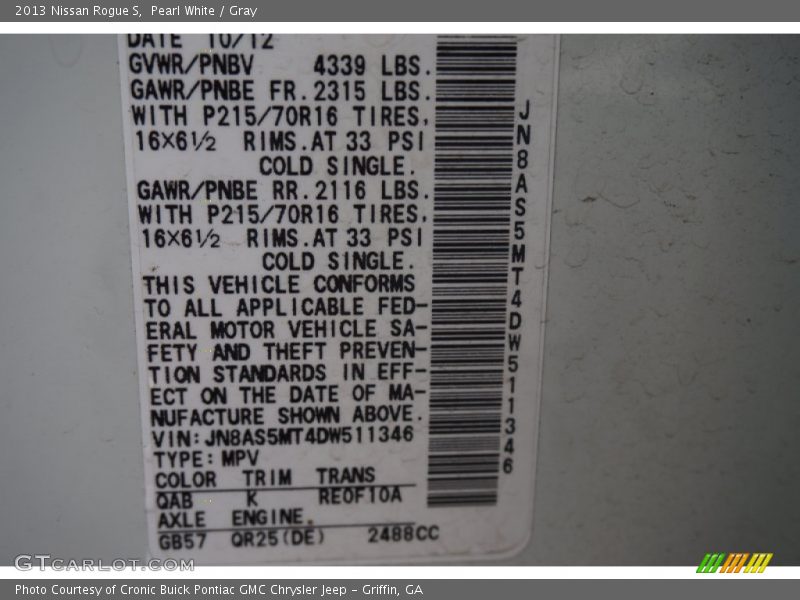 2013 Nissan Rogue S,  Pearl White / Gray
DATE 10/12
GVWR/PNBV 4339 LBS.
GAWR/PNBE FR. 2315 LBS.
WITH P215/70R16 TIRES,
16×6½ RIMS.AT 33 PSI
COLD SINGLE.
GAWR/PNBE RR. 2116 LBS.
WITH P215/70R16 TIRES,
16×6½ RIMS.AT 33 PSI
COLD SINGLE.
THIS VEHICLE CONFORMS
TO ALL APPLICABLE FED-
ERAL MOTOR VEHICLE SA-
FETY AND THEFT PREVEN-
TION STANDARDS IN EFF-
ECT ON THE DATE OF MA-
NUFACTURE SHOWN ABOVE.
VIN:JN8AS5MT4DW511346
TYPE: MPV
COLOR TRIM TRANS
QAB K RE0F10A
AXLE ENGINE.
GB57 QR25(DE) 2488CC
JN8AS5MT4DW511346
GTCARLOT.COM
Photo Courtesy of Cronic Buick Pontiac GMC Chrysler Jeep - Griffin, GA